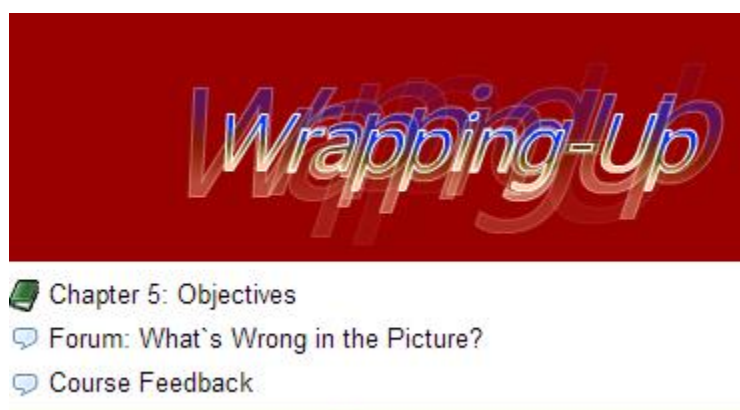 Wrapping-Up
Chapter 5: Objectives
Forum: What`s Wrong in the Picture?
Course Feedback